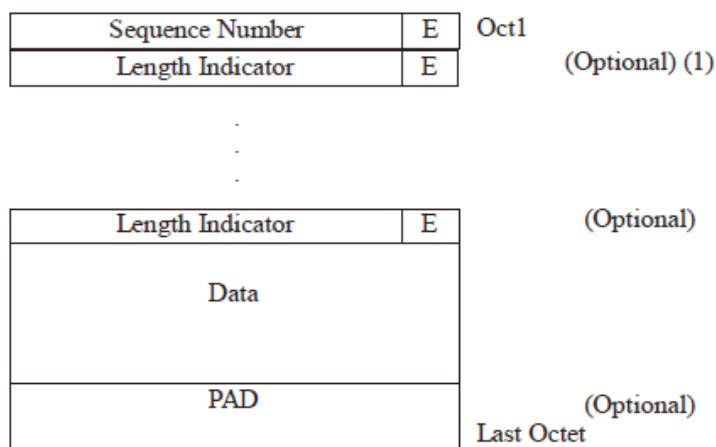 Sequence Number E Oct1
Length Indicator E (Optional) (1)
.
.
.
Length Indicator E (Optional)
Data
PAD (Optional)
Last Octet